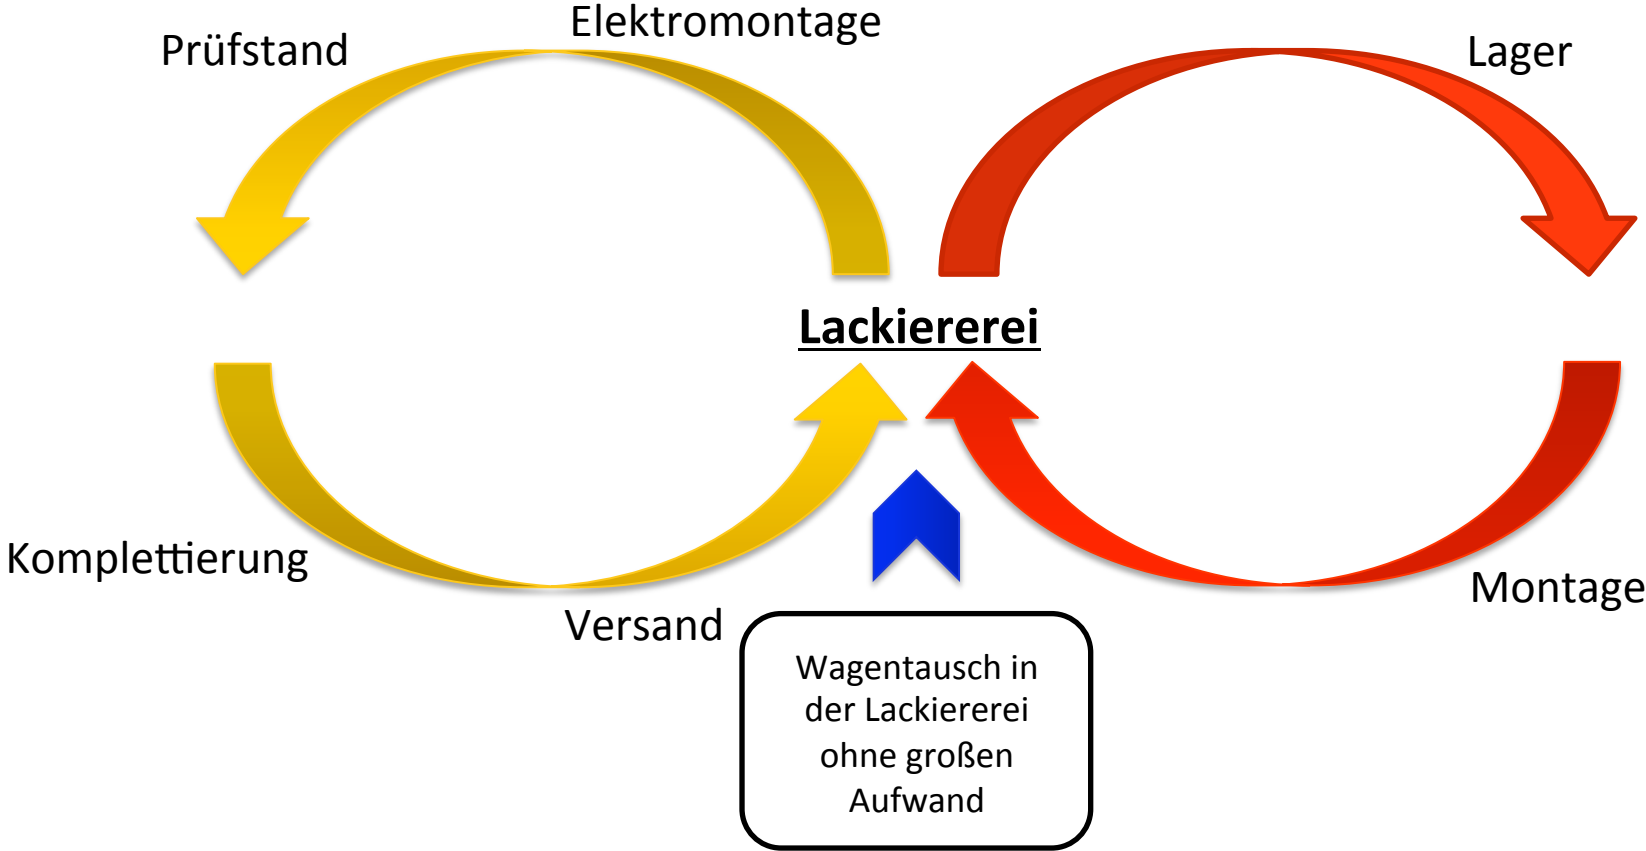 Elektromontage
Prüfstand
Lager
Lackiererei
Komplettierung
Montage
Versand
Wagentausch in
der Lackiererei
ohne großen
Aufwand